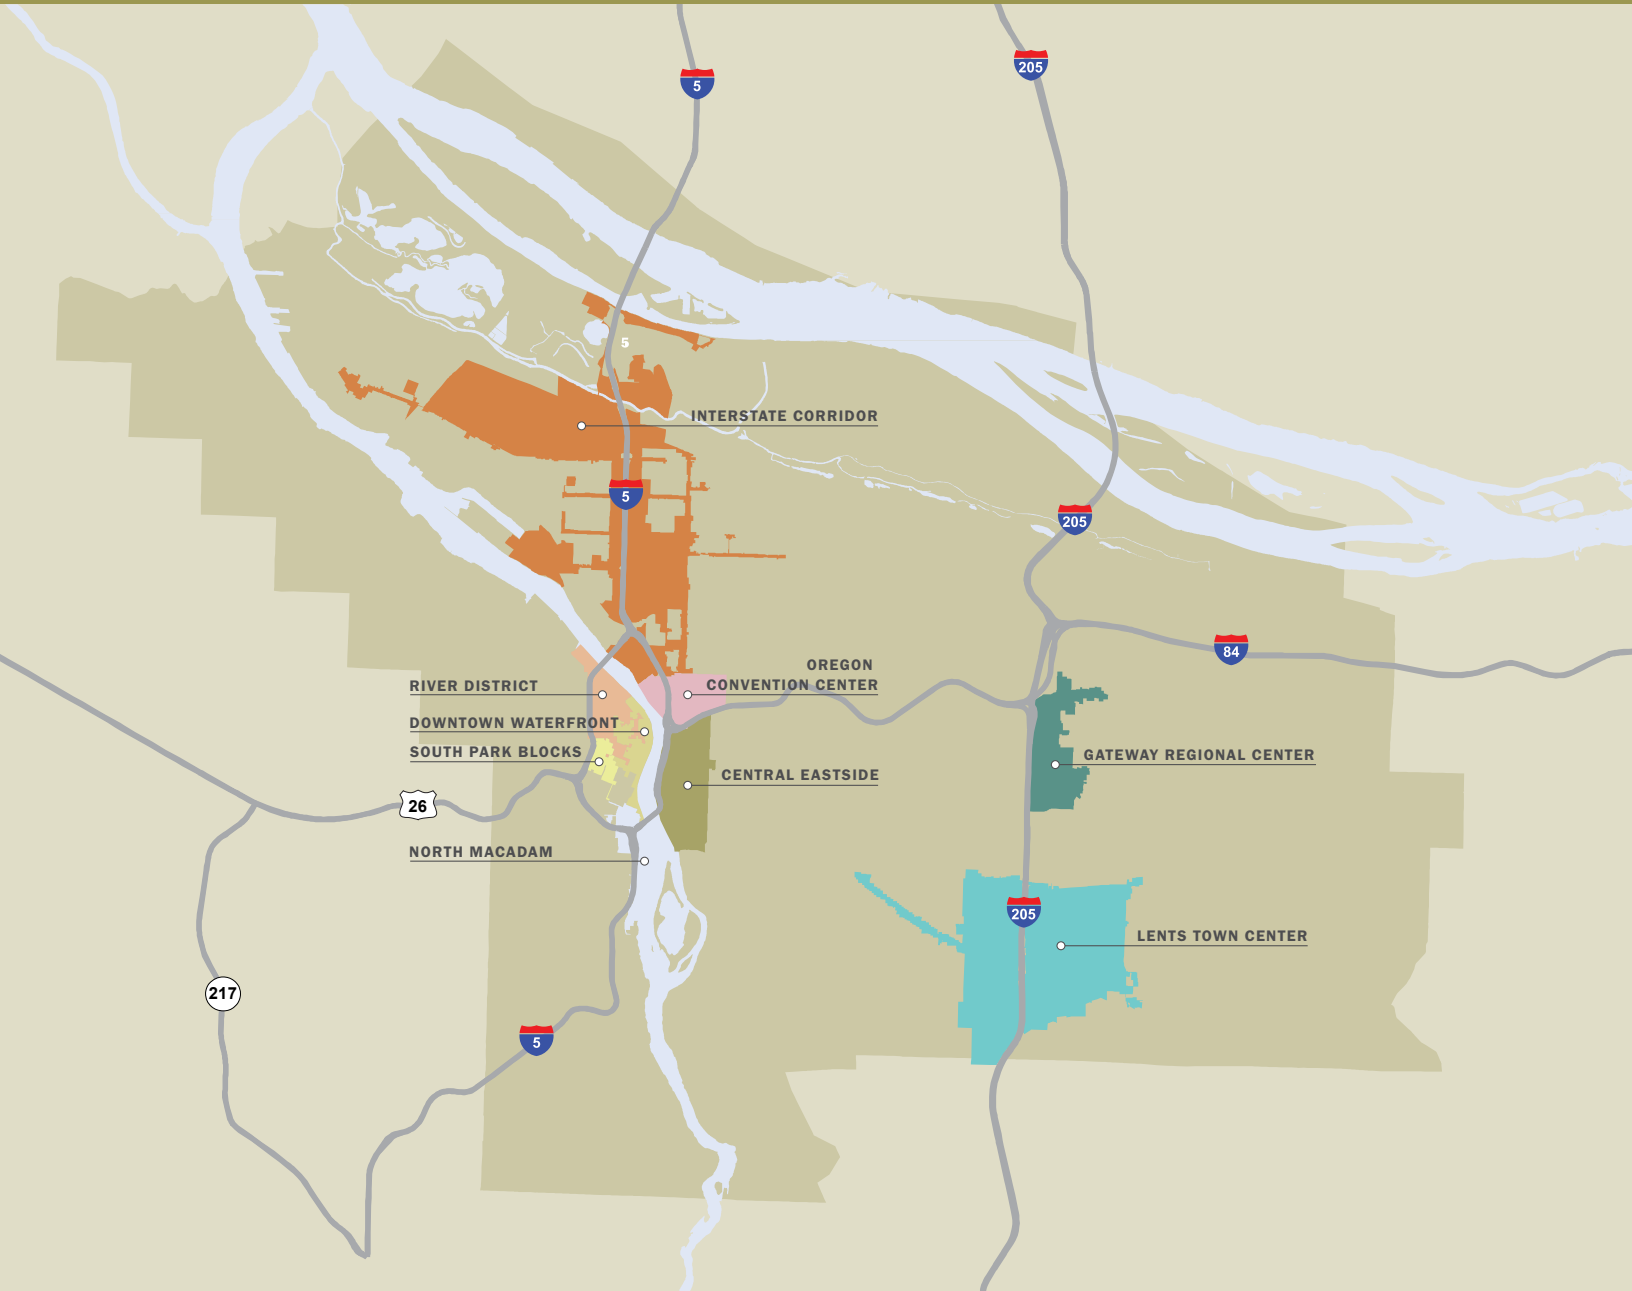 205
5
5
INTERSTATE CORRIDOR
5
205
84
OREGON
CONVENTION CENTER
RIVER DISTRICT
DOWNTOWN WATERFRONT
SOUTH PARK BLOCKS
GATEWAY REGIONAL CENTER
CENTRAL EASTSIDE
26
NORTH MACADAM
205
LENTS TOWN CENTER
217
5